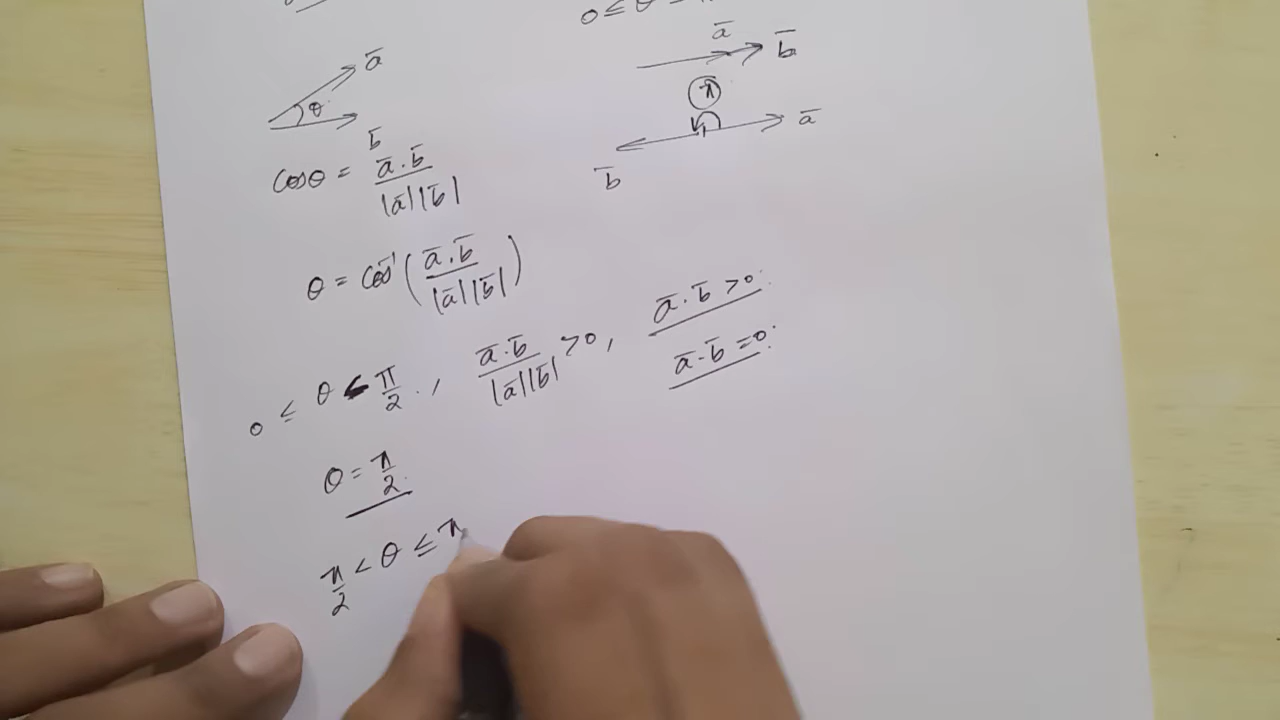 0 ≤ θ
a̅
b̅
a̅
θ
b̅
π
a̅
b̅
cosθ = a̅.b̅ / |a̅||b̅|
θ = cos⁻¹(a̅.b̅ / |a̅||b̅|)
0 ≤ θ < π/2 ., a̅.b̅ / |a̅||b̅| >0, a̅.b̅ >0
a̅.b̅ =0
θ = π/2
π/2 < θ ≤ π